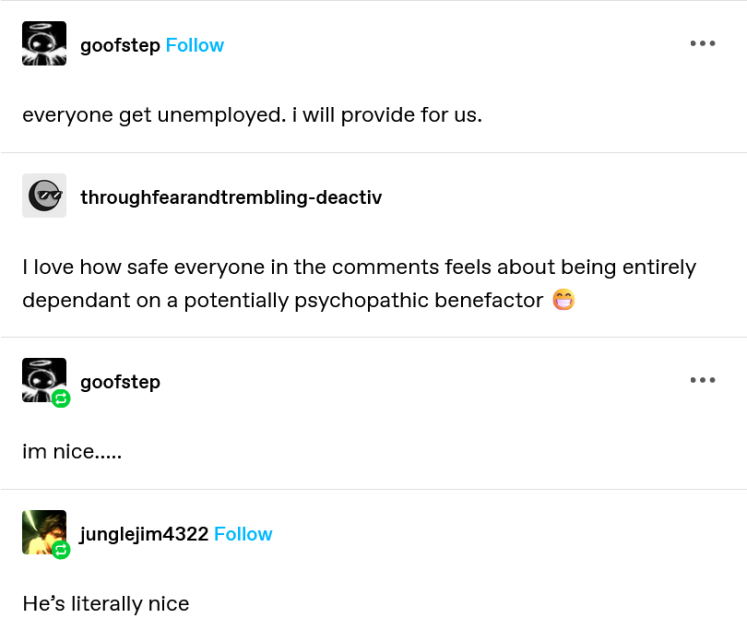 goofstep Follow
everyone get unemployed. i will provide for us.
throughfearandtrembling-deactiv
I love how safe everyone in the comments feels about being entirely
dependant on a potentially psychopathic benefactor 😁
goofstep
im nice.....
junglejim4322 Follow
He's literally nice